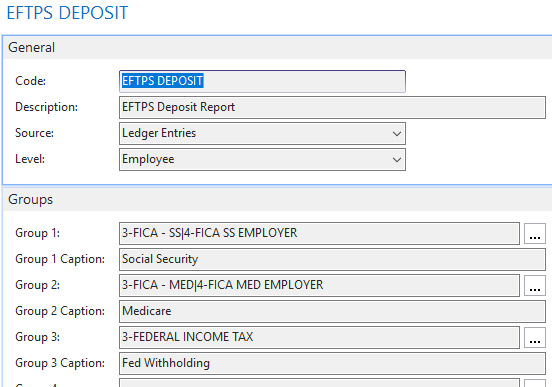 EFTPS DEPOSIT
General
Code: EFTPS DEPOSIT
Description: EFTPS Deposit Report
Source: Ledger Entries
Level: Employee
Groups
Group 1: 3-FICA - SS|4-FICA SS EMPLOYER ...
Group 1 Caption: Social Security
Group 2: 3-FICA - MED|4-FICA MED EMPLOYER ...
Group 2 Caption: Medicare
Group 3: 3-FEDERAL INCOME TAX ...
Group 3 Caption: Fed Withholding